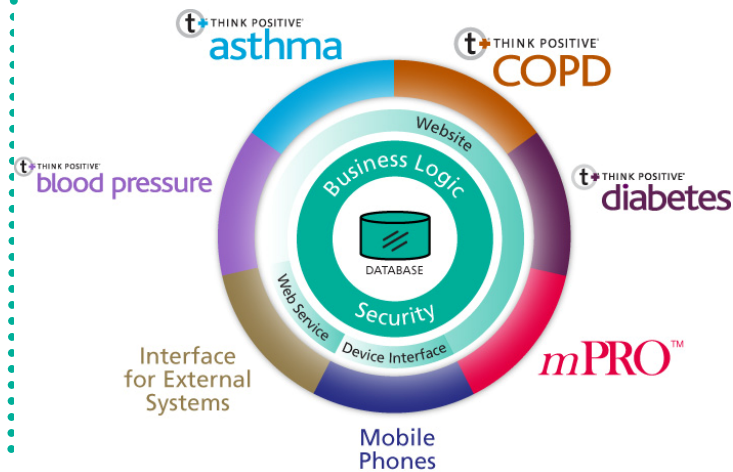 t+ THINK POSITIVE'
asthma
t+ THINK POSITIVE'
COPD
t+ THINK POSITIVE'
blood pressure
t+ THINK POSITIVE'
diabetes
Website
Business Logic
DATABASE
Security
Web Service
Device Interface
Interface
for External
Systems
mPRO™
Mobile
Phones